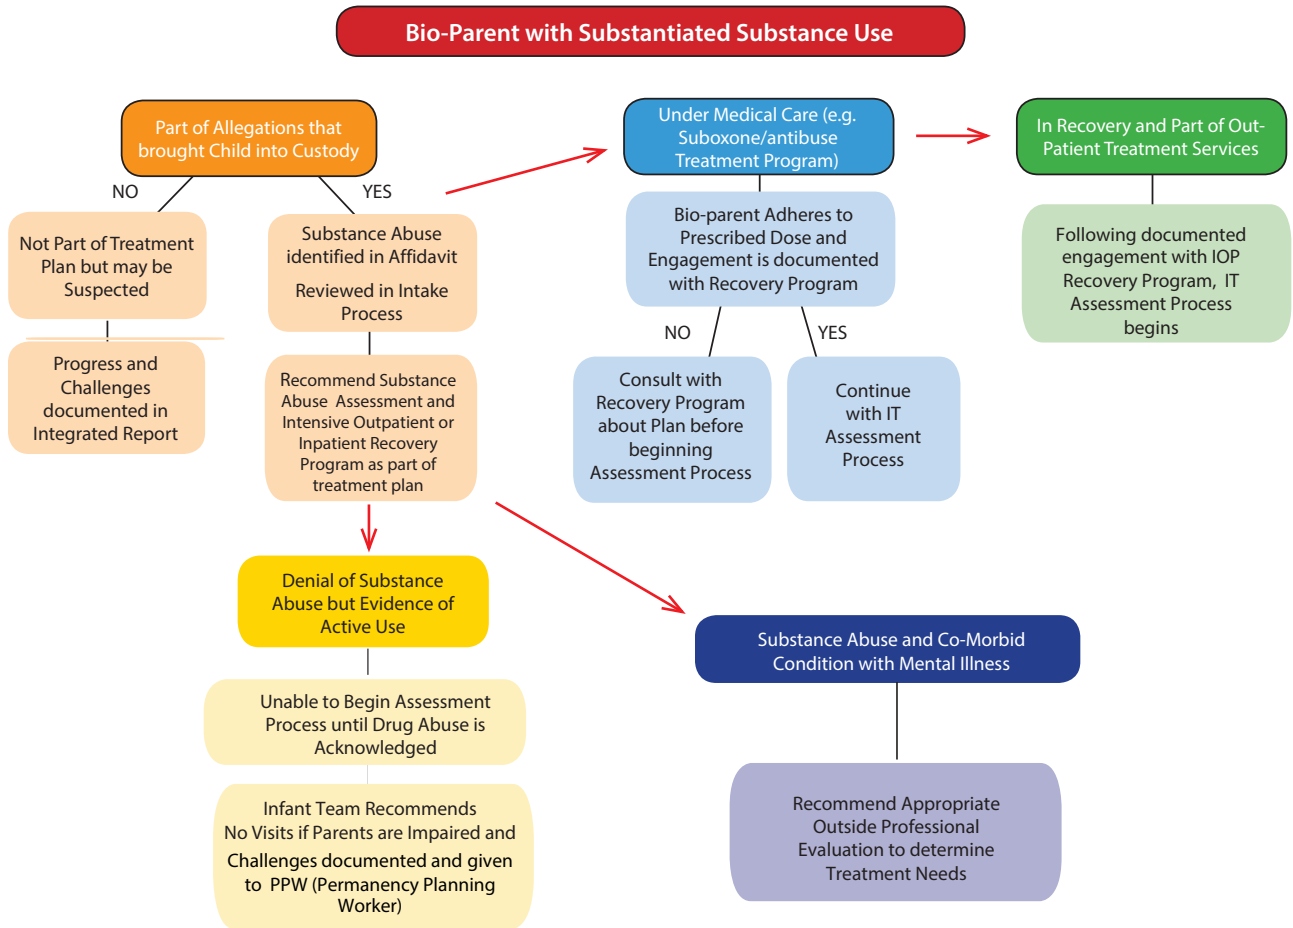 Bio-Parent with Substantiated Substance Use
Part of Allegations that
brought Child into Custody
NO
YES
Not Part of Treatment
Plan but may be
Suspected
Progress and
Challenges
documented in
Integrated Report
Substance Abuse
identified in Affidavit
Reviewed in Intake
Process
Recommend Substance
Abuse Assessment and
Intensive Outpatient or
Inpatient Recovery
Program as part of
treatment plan
Under Medical Care (e.g.
Suboxone/antibuse
Treatment Program)
Bio-parent Adheres to
Prescribed Dose and
Engagement is documented
with Recovery Program
NO
YES
Consult with
Recovery Program
about Plan before
beginning
Assessment Process
Continue
with IT
Assessment
Process
In Recovery and Part of Out-
Patient Treatment Services
Following documented
engagement with IOP
Recovery Program, IT
Assessment Process
begins
Denial of Substance
Abuse but Evidence of
Active Use
Unable to Begin Assessment
Process until Drug Abuse is
Acknowledged
Infant Team Recommends
No Visits if Parents are Impaired and
Challenges documented and given
to PPW (Permanency Planning
Worker)
Substance Abuse and Co-Morbid
Condition with Mental Illness
Recommend Appropriate
Outside Professional
Evaluation to determine
Treatment Needs